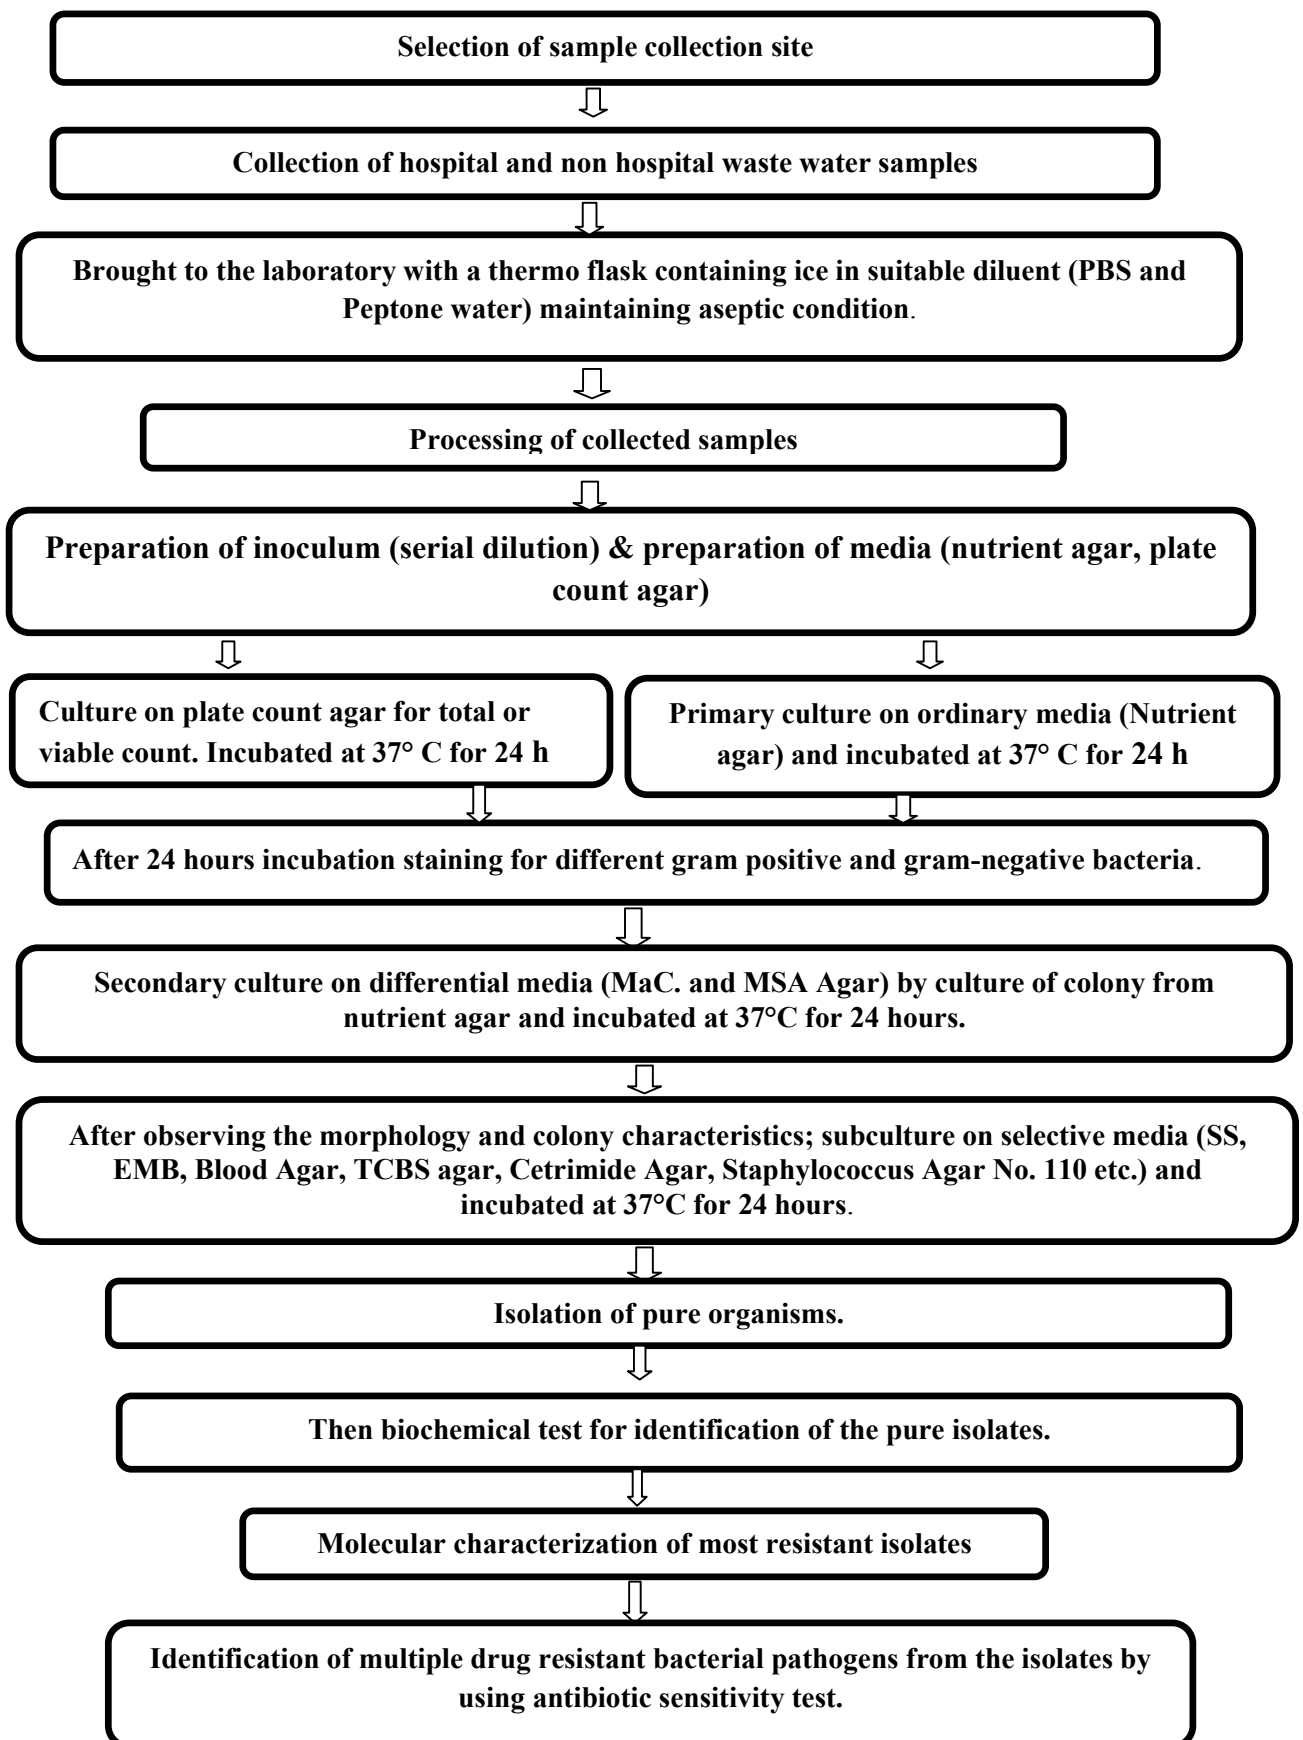 Selection of sample collection site
Collection of hospital and non hospital waste water samples
Brought to the laboratory with a thermo flask containing ice in suitable diluent (PBS and
Peptone water) maintaining aseptic condition.
Processing of collected samples
Preparation of inoculum (serial dilution) & preparation of media (nutrient agar, plate
count agar)
Culture on plate count agar for total or
viable count. Incubated at 37° C for 24 h
Primary culture on ordinary media (Nutrient
agar) and incubated at 37° C for 24 h
After 24 hours incubation staining for different gram positive and gram-negative bacteria.
Secondary culture on differential media (MaC. and MSA Agar) by culture of colony from
nutrient agar and incubated at 37°C for 24 hours.
After observing the morphology and colony characteristics; subculture on selective media (SS,
EMB, Blood Agar, TCBS agar, Cetrimide Agar, Staphylococcus Agar No. 110 etc.) and
incubated at 37°C for 24 hours.
Isolation of pure organisms.
Then biochemical test for identification of the pure isolates.
Molecular characterization of most resistant isolates
Identification of multiple drug resistant bacterial pathogens from the isolates by
using antibiotic sensitivity test.